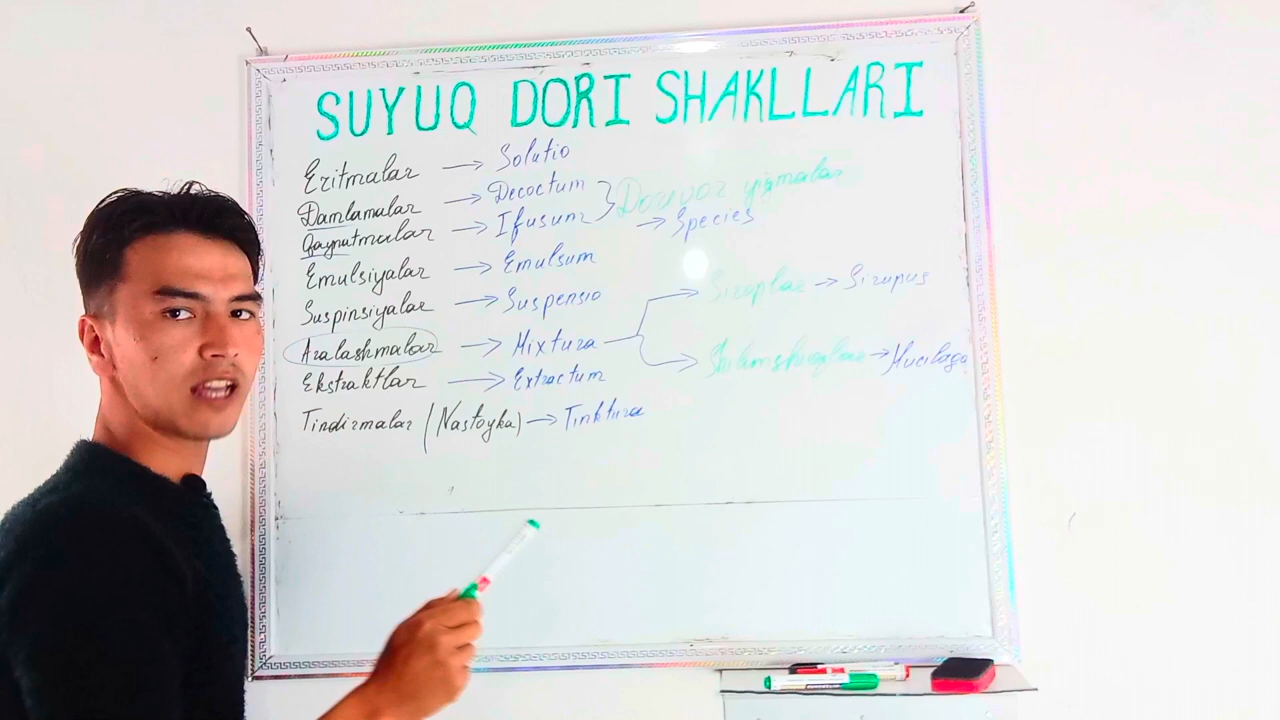 SUYUQ DORI SHAKLLARI
Eritmalar → Solutio
Damlamalar → Decoctum } Dorivor yigmalar
Qaynatmalar → Ifusum → Species
Emulsiyalar → Emulsum
Suspinsiyalar → Suspensio
Siroplar → Sirupus
Aralashmalar → Mixtura
Shilimshiqlar → Mucilago
Ekstraktlar → Extractum
Tindirmalar (Nastoyka) → Tinktura